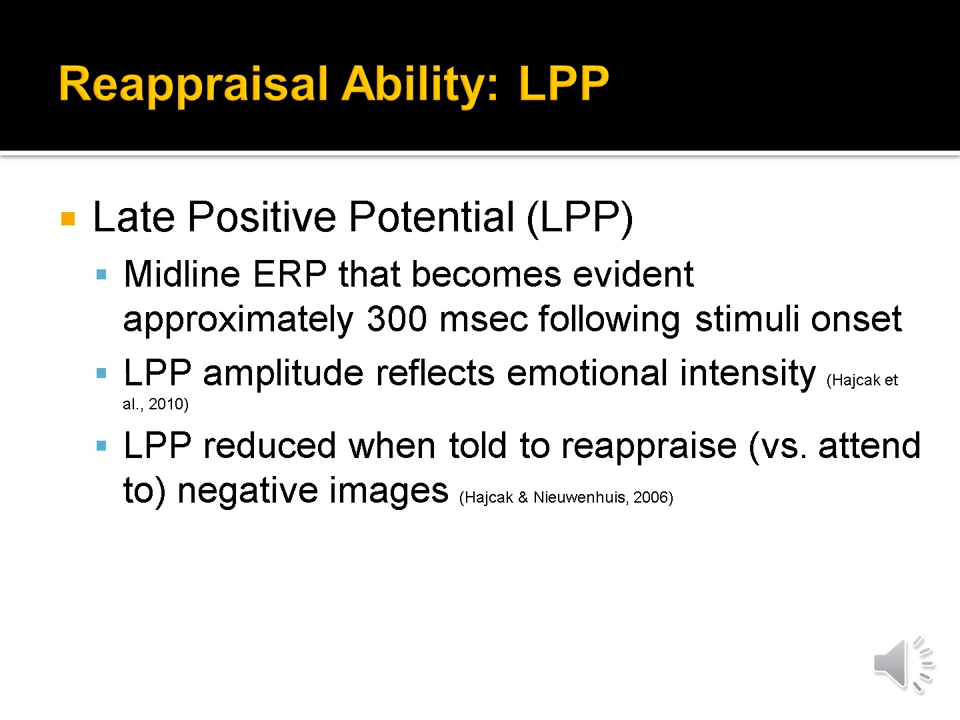 Reappraisal Ability: LPP
Late Positive Potential (LPP)
Midline ERP that becomes evident
approximately 300 msec following stimuli onset
LPP amplitude reflects emotional intensity (Hajcak et
al., 2010)
LPP reduced when told to reappraise (vs. attend
to) negative images (Hajcak & Nieuwenhuis, 2006)